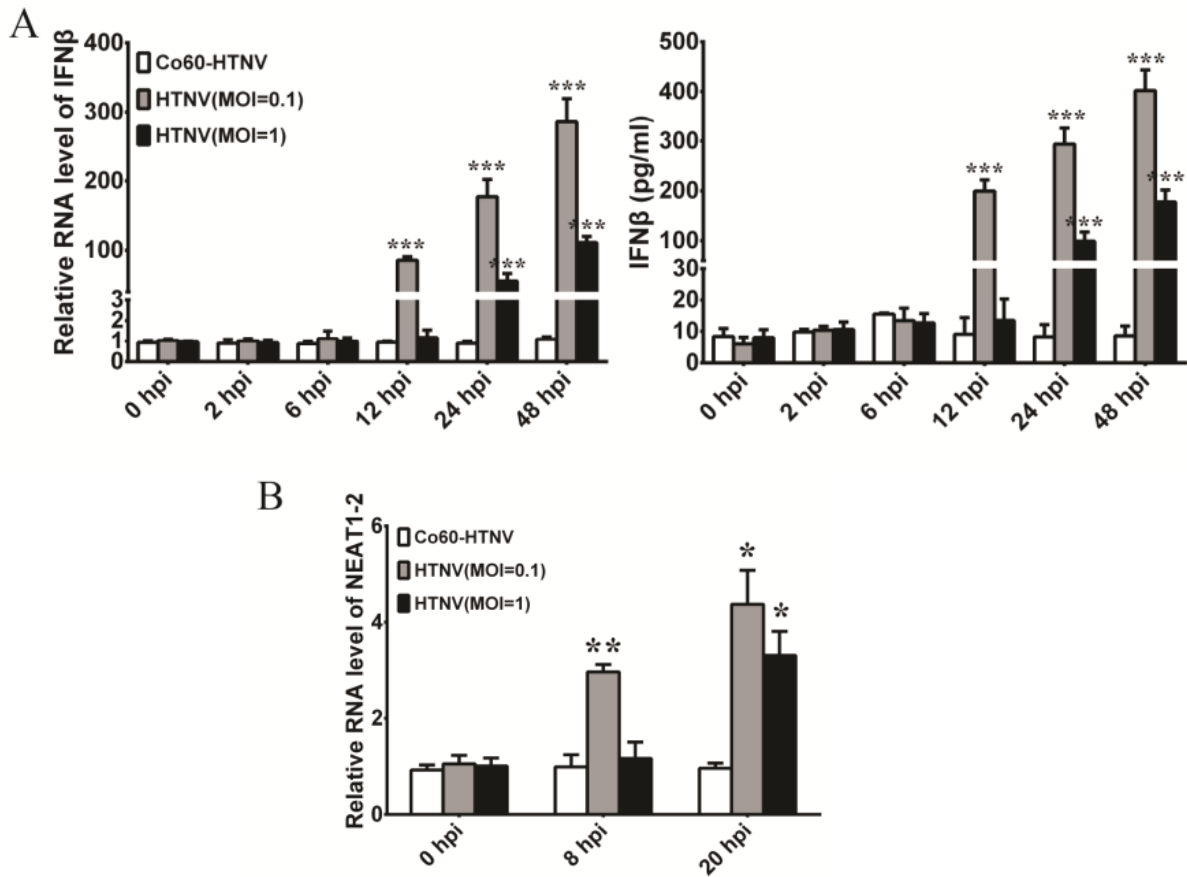 A
Relative RNA level of IFNβ
400
300
200
100
3
2
1
0
Co60-HTNV
HTNV(MOI=0.1)
HTNV(MOI=1)
***
***
***
***
***
0 hpi
2 hpi
6 hpi
12 hpi
24 hpi
48 hpi
IFNβ (pg/ml)
500
400
300
200
100
30
20
10
0
***
***
***
***
***
0 hpi
2 hpi
6 hpi
12 hpi
24 hpi
48 hpi
B
Relative RNA level of NEAT1-2
6
4
2
0
Co60-HTNV
HTNV(MOI=0.1)
HTNV(MOI=1)
**
*
*
0 hpi
8 hpi
20 hpi